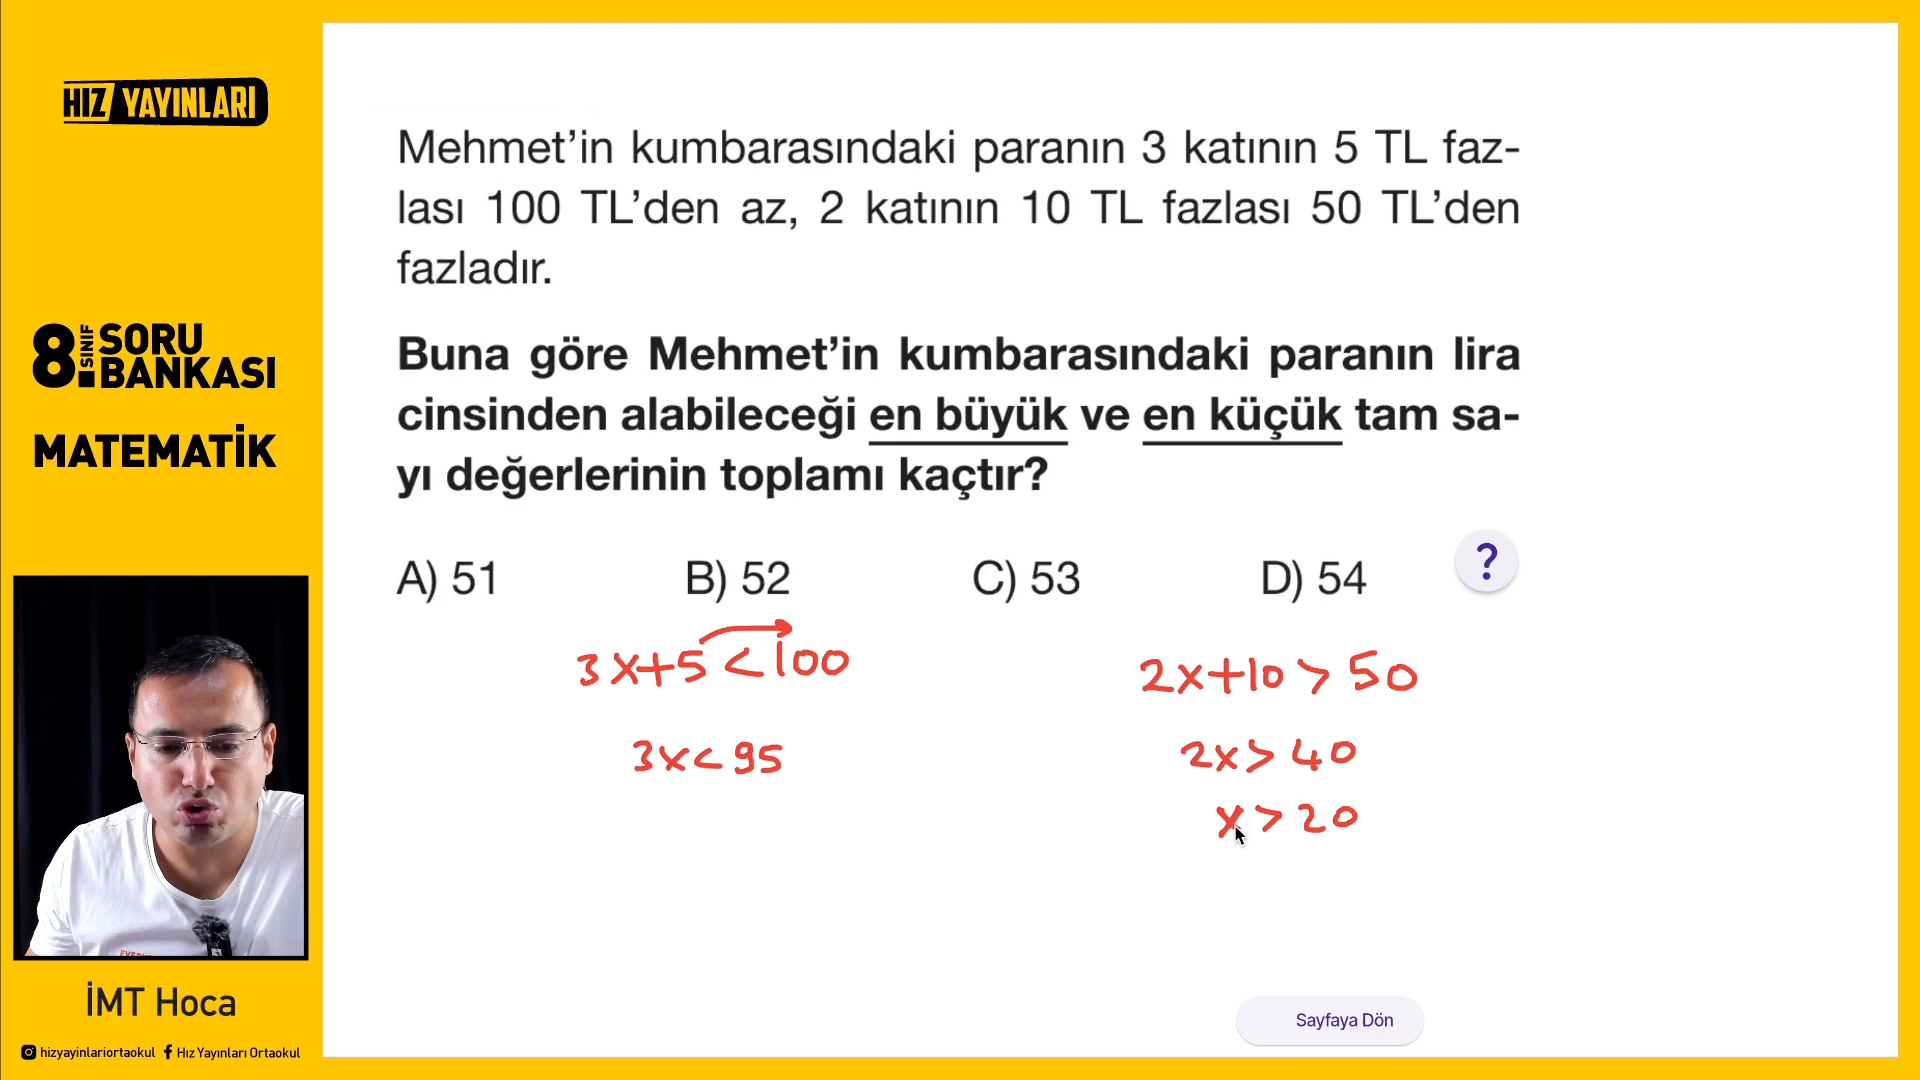 HIZ YAYINLARI
8. SINIF SORU BANKASI
MATEMATİK
Mehmet’in kumbarasındaki paranın 3 katının 5 TL faz-
lası 100 TL’den az, 2 katının 10 TL fazlası 50 TL’den
fazladır.
Buna göre Mehmet’in kumbarasındaki paranın lira
cinsinden alabileceği en büyük ve en küçük tam sa-
yı değerlerinin toplamı kaçtır?
A) 51 B) 52 C) 53 D) 54
?
3x+5<100 2x+10>50
3x<95 2x>40
x>20
İMT Hoca
hizyayinlariortaokul Hız Yayınları Ortaokul
Sayfaya Dön